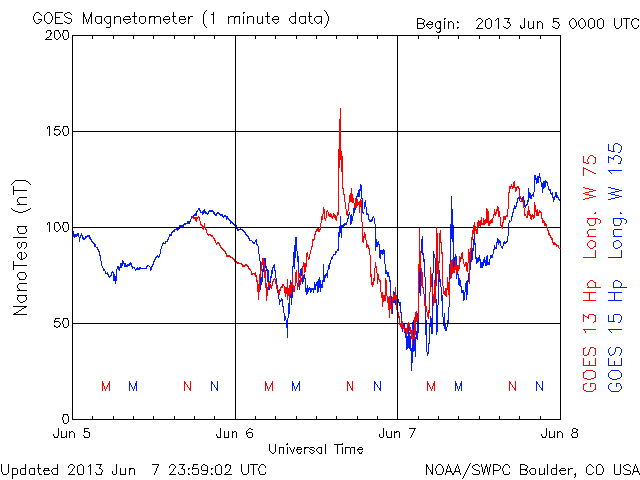 GOES Magnetometer (1 minute data)
Begin: 2013 Jun 5 0000 UTC
200
150
100
50
0
NanoTesla (nT)
M M N N M M N N M M N N
Jun 5 Jun 6 Jun 7 Jun 8
Universal Time
GOES 13 Hp Long. W 75
GOES 15 Hp Long. W 135
Updated 2013 Jun 7 23:59:02 UTC
NOAA/SWPC Boulder, CO USA